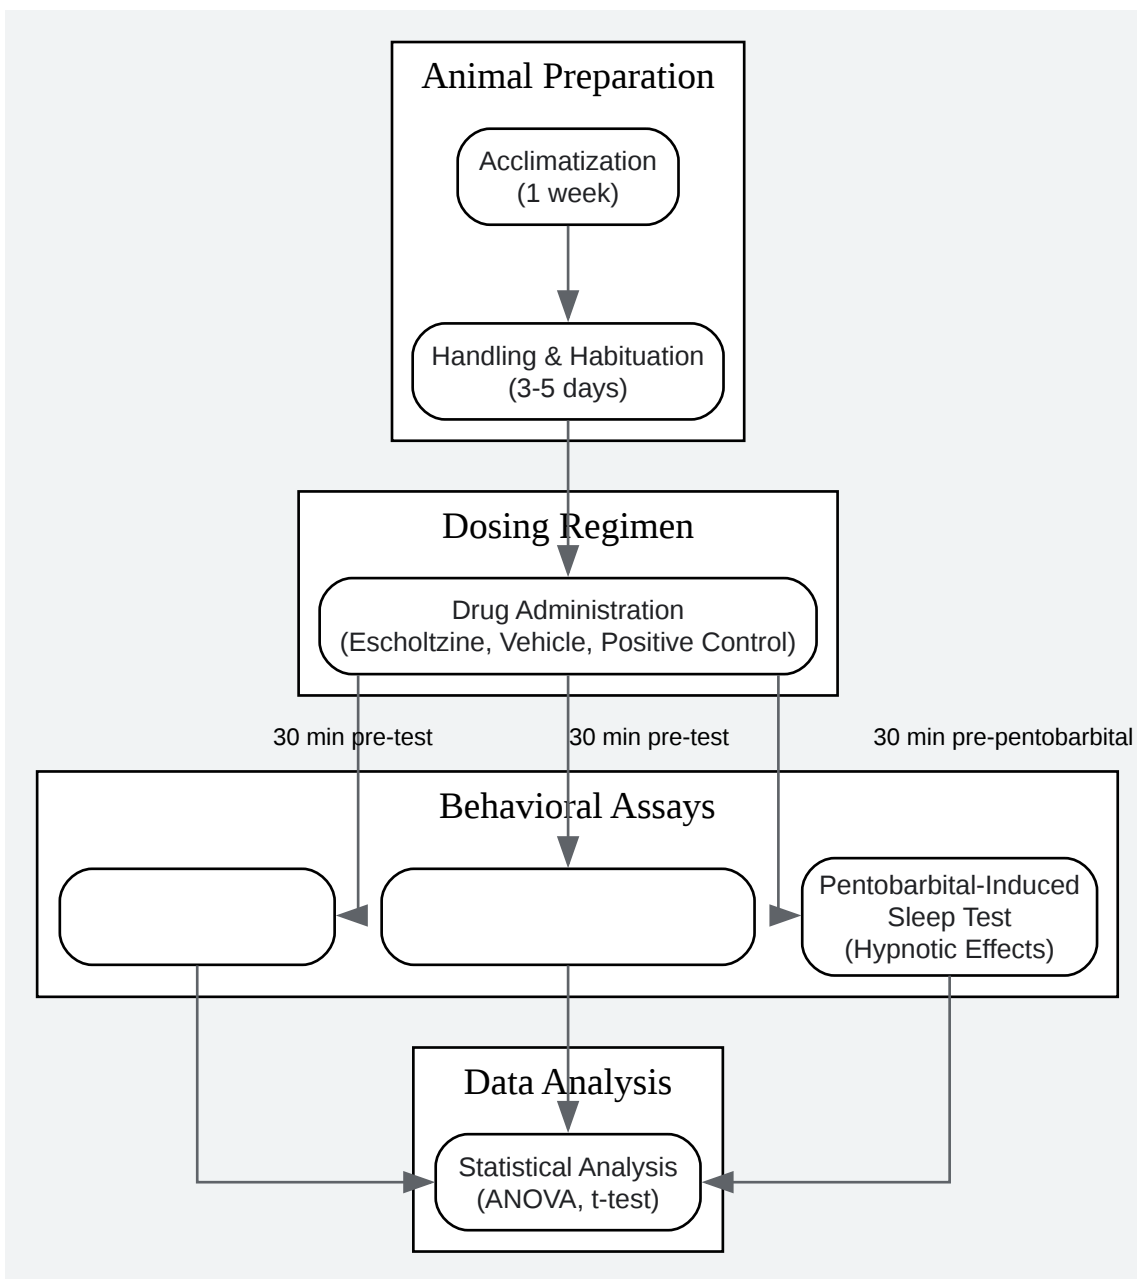 Animal Preparation
Acclimatization
(1 week)
Handling & Habituation
(3-5 days)
Dosing Regimen
Drug Administration
(Escholtzine, Vehicle, Positive Control)
30 min pre-test
30 min pre-test
30 min pre-pentobarbital
Behavioral Assays
Pentobarbital-Induced
Sleep Test
(Hypnotic Effects)
Data Analysis
Statistical Analysis
(ANOVA, t-test)